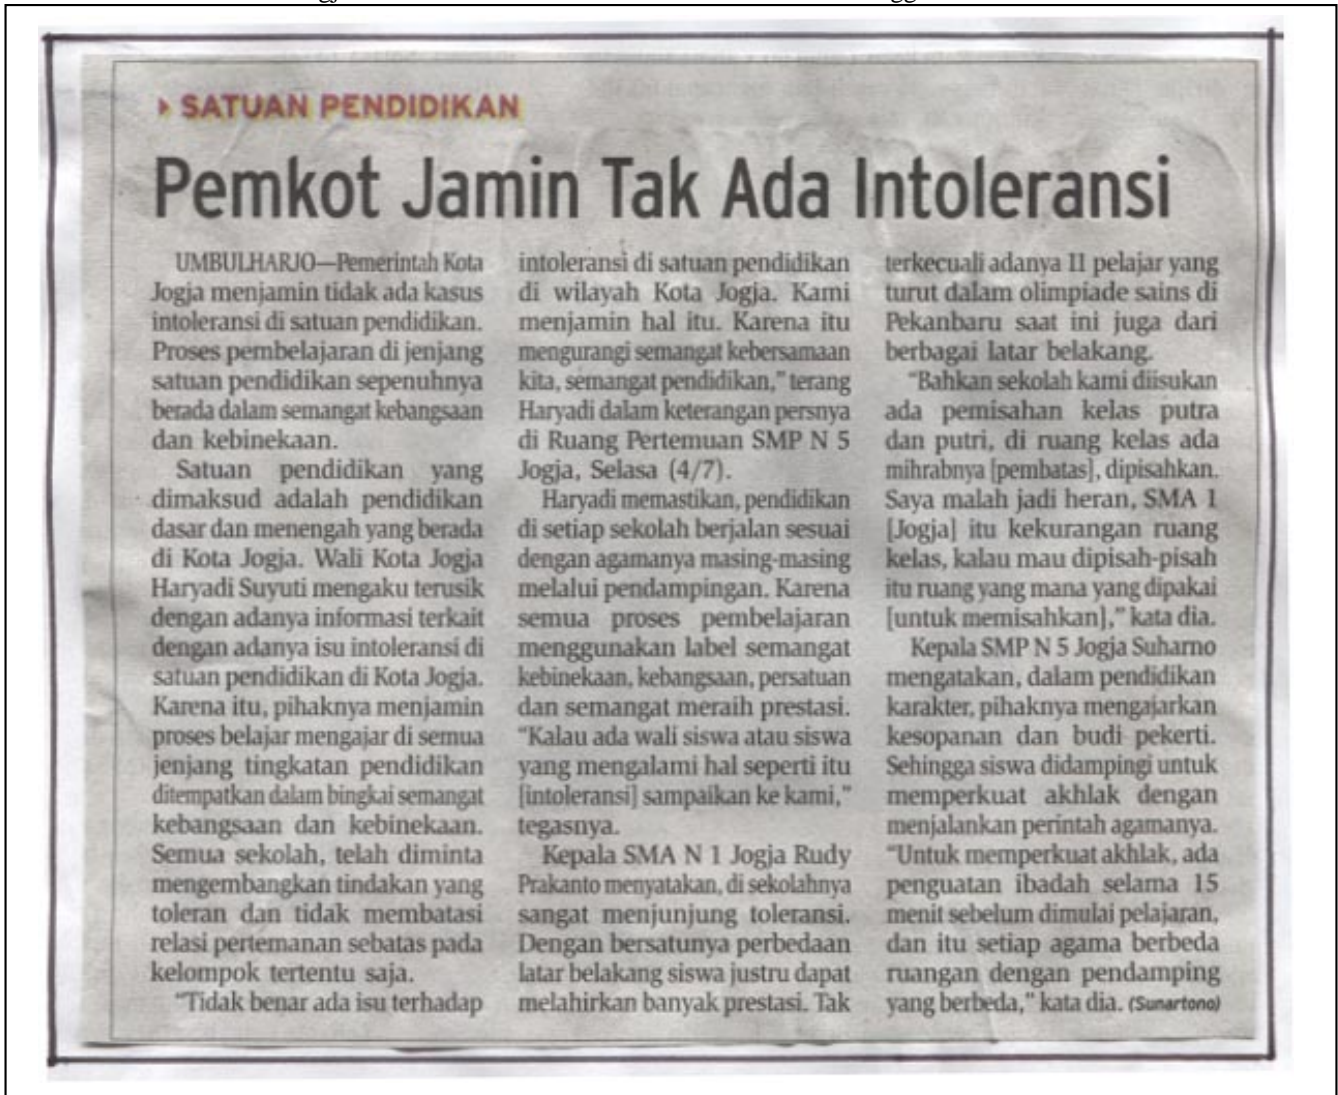 SATUAN PENDIDIKAN
Pemkot Jamin Tak Ada Intoleransi
UMBULHARJO—Pemerintah Kota
Jogja menjamin tidak ada kasus
intoleransi di satuan pendidikan.
Proses pembelajaran di jenjang
satuan pendidikan sepenuhnya
berada dalam semangat kebangsaan
dan kebinekaan.
Satuan pendidikan yang
dimaksud adalah pendidikan
dasar dan menengah yang berada
di Kota Jogja. Wali Kota Jogja
Haryadi Suyuti mengaku terusik
dengan adanya informasi terkait
dengan adanya isu intoleransi di
satuan pendidikan di Kota Jogja.
Karena itu, pihaknya menjamin
proses belajar mengajar di semua
jenjang tingkatan pendidikan
ditempatkan dalam bingkai semangat
kebangsaan dan kebinekaan.
Semua sekolah, telah diminta
mengembangkan tindakan yang
toleran dan tidak membatasi
relasi pertemanan sebatas pada
kelompok tertentu saja.
"Tidak benar ada isu terhadap
intoleransi di satuan pendidikan
di wilayah Kota Jogja. Kami
menjamin hal itu. Karena itu
mengurangi semangat kebersamaan
kita, semangat pendidikan," terang
Haryadi dalam keterangan persnya
di Ruang Pertemuan SMP N 5
Jogja, Selasa (4/7).
Haryadi memastikan, pendidikan
di setiap sekolah berjalan sesuai
dengan agamanya masing-masing
melalui pendampingan. Karena
semua proses pembelajaran
menggunakan label semangat
kebinekaan, kebangsaan, persatuan
dan semangat meraih prestasi.
"Kalau ada wali siswa atau siswa
yang mengalami hal seperti itu
[intoleransi] sampaikan ke kami,"
tegasnya.
Kepala SMA N 1 Jogja Rudy
Prakanto menyatakan, di sekolahnya
sangat menjunjung toleransi.
Dengan bersatunya perbedaan
latar belakang siswa justru dapat
melahirkan banyak prestasi. Tak
terkecuali adanya 11 pelajar yang
turut dalam olimpiade sains di
Pekanbaru saat ini juga dari
berbagai latar belakang.
"Bahkan sekolah kami diisukan
ada pemisahan kelas putra
dan putri, di ruang kelas ada
mihrabnya [pembatas], dipisahkan.
Saya malah jadi heran, SMA 1
[Jogja] itu kekurangan ruang
kelas, kalau mau dipisah-pisah
itu ruang yang mana yang dipakai
[untuk memisahkan]," kata dia.
Kepala SMP N 5 Jogja Suharno
mengatakan, dalam pendidikan
karakter, pihaknya mengajarkan
kesopanan dan budi pekerti.
Sehingga siswa didampingi untuk
memperkuat akhlak dengan
menjalankan perintah agamanya.
"Untuk memperkuat akhlak, ada
penguatan ibadah selama 15
menit sebelum dimulai pelajaran,
dan itu setiap agama berbeda
ruangan dengan pendamping
yang berbeda," kata dia. (Sunartono)